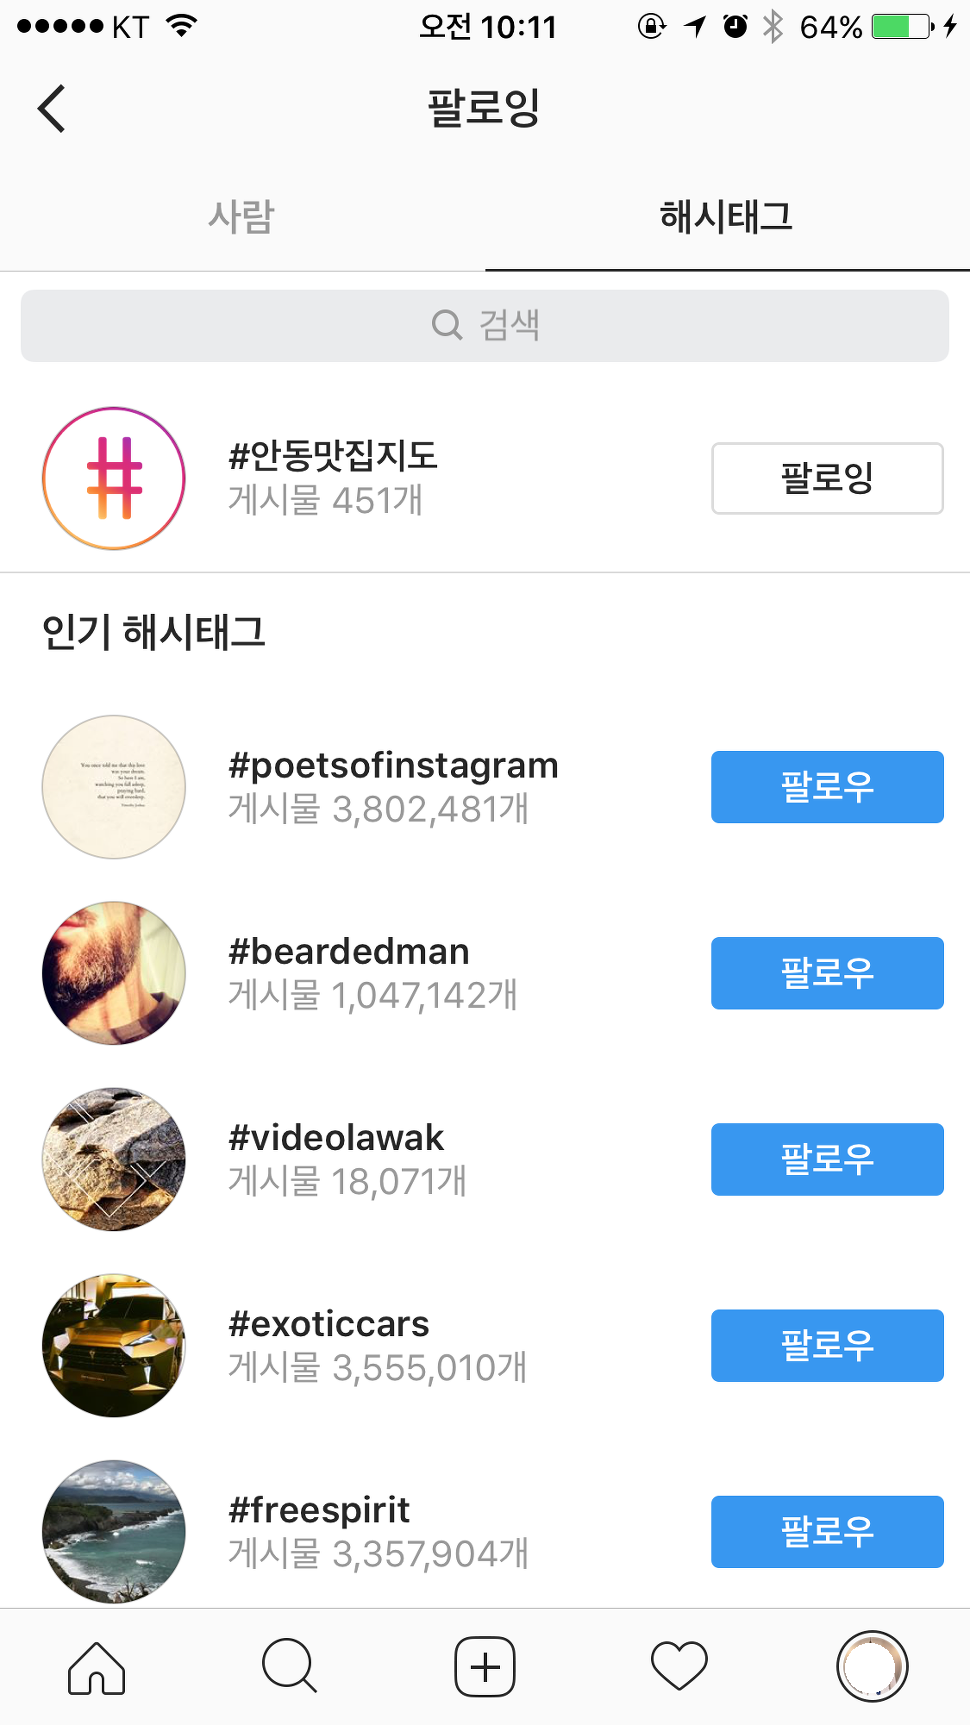 KT 오전 10:11 64%
팔로잉
사람 해시태그
검색
#안동맛집지도
게시물 451개
팔로잉
인기 해시태그
#poetsofinstagram
게시물 3,802,481개
팔로우
#beardedman
게시물 1,047,142개
팔로우
#videolawak
게시물 18,071개
팔로우
#exoticcars
게시물 3,555,010개
팔로우
#freespirit
게시물 3,357,904개
팔로우